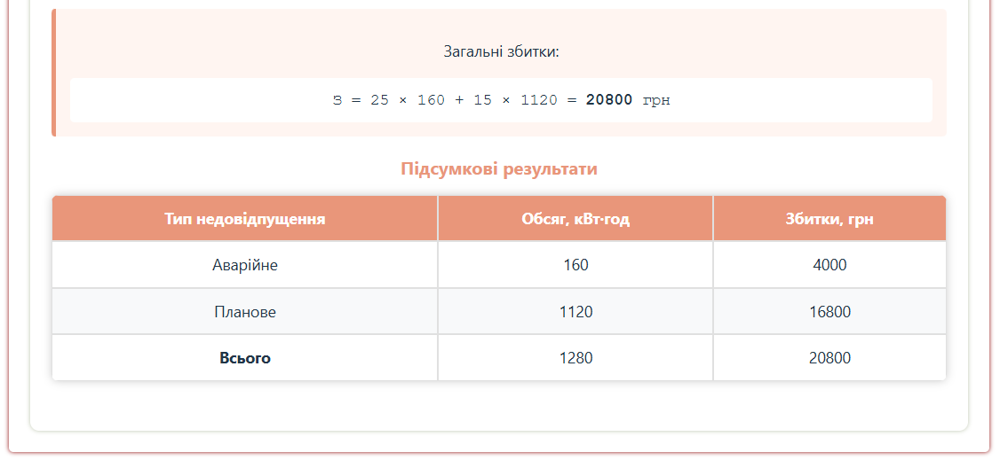 Загальні збитки:
З = 25 × 160 + 15 × 1120 = 20800 грн
Підсумкові результати
Тип недовідпущення Обсяг, кВт·год Збитки, грн
Аварійне 160 4000
Планове 1120 16800
Всього 1280 20800